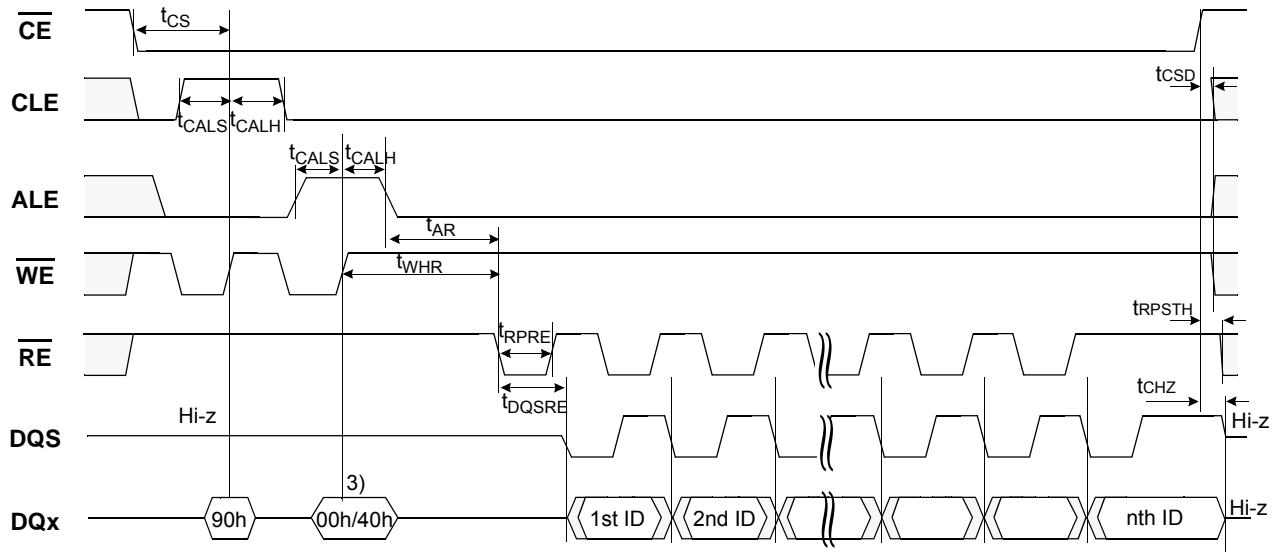 CE
tCS
CLE
tCSD
tCALS
tCALH
tCALS
tCALH
ALE
tAR
WE
tWHR
RE
tRPRE
tRPSTH
tDQSRE
tCHZ
DQS
Hi-z
Hi-z
3)
DQx
90h
00h/40h
1st ID
2nd ID
nth ID
Hi-z